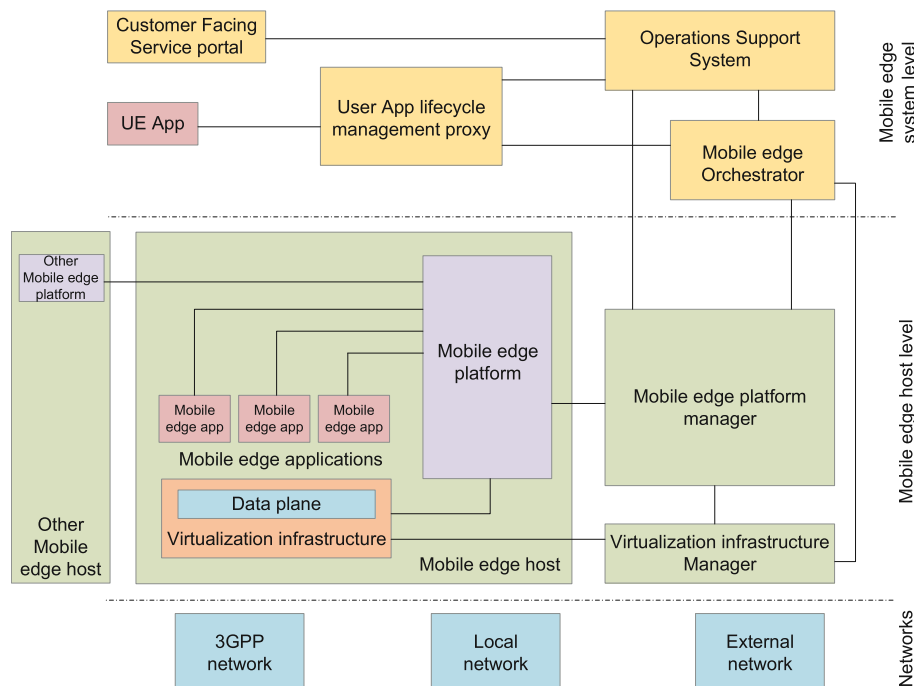 Customer Facing
Service portal
Operations Support
System
UE App
User App lifecycle
management proxy
Mobile edge
Orchestrator
Mobile edge
system level
Other
Mobile edge
platform
Mobile edge
platform
Mobile edge platform
manager
Mobile
edge app
Mobile
edge app
Mobile
edge app
Mobile edge applications
Data plane
Virtualization infrastructure
Mobile edge host
Other
Mobile
edge host
Virtualization infrastructure
Manager
Mobile edge host level
3GPP
network
Local
network
External
network
Networks